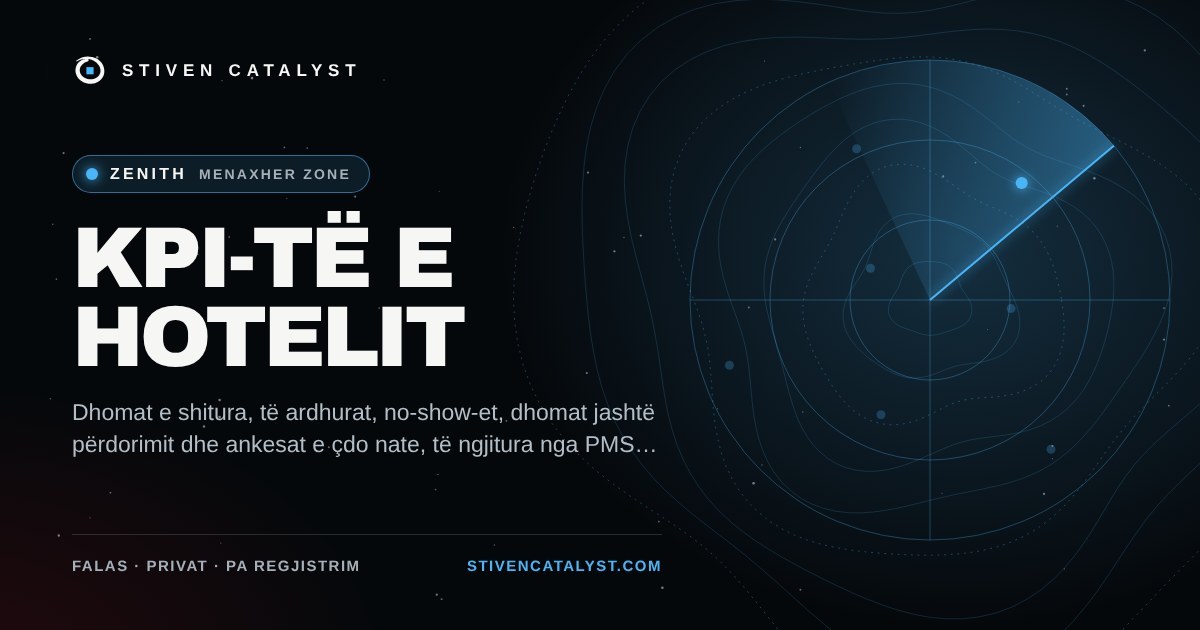 STIVEN CATALYST
ZENITH MENAXHER ZONE
KPI-TË E
HOTELIT
Dhomat e shitura, të ardhurat, no-show-et, dhomat jashtë
përdorimit dhe ankesat e çdo nate, të ngjitura nga PMS…
FALAS · PRIVAT · PA REGJISTRIM
STIVENCATALYST.COM